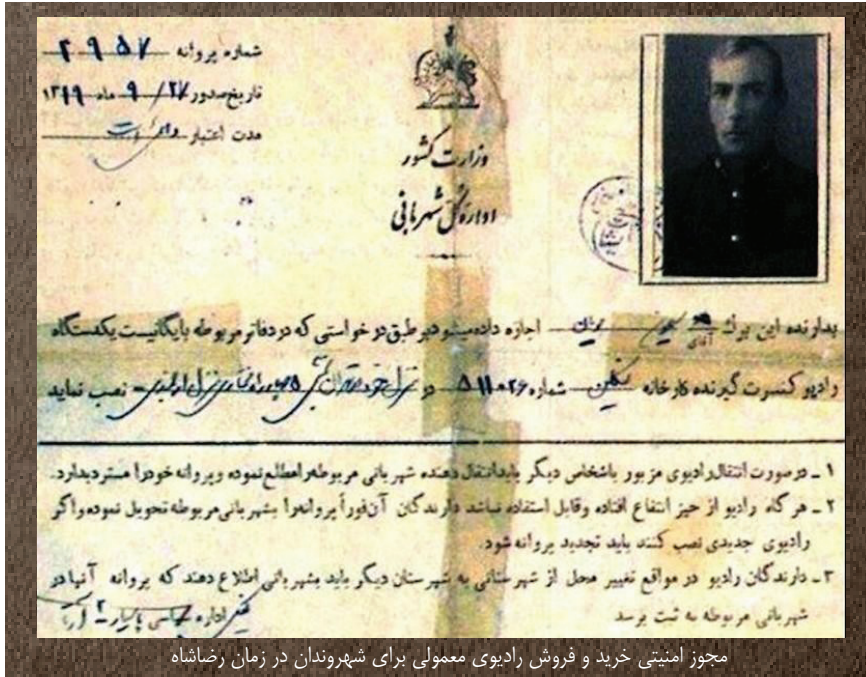 شماره پروانه ۲۹۵۷
تاریخ صدور ۲۷ / ۹ ماه ۱۳۱۹
مدت اعتبار
وزارت کشور
اداره کل شهربانی
بدارنده این برگ آقای اجازه داده میشود برطبق درخواستی که در دفاتر مربوطه بایگانیست یکدستگاه
رادیو کنسرت گیرنده کارخانه شماره ۵۱۱۰۲۶ در نصب نماید
۱ - درصورت انتقال رادیوی مزبور باشخاص دیگر باید انتقال دهنده شهربانی مربوطه را مطلع نموده و پروانه خود را مسترد بدارد.
۲ - هرگاه رادیو از حیز انتفاع افتاده وقابل استفاده نباشد دارندگان آن فوراً پروانه را بشهربانی مربوطه تحویل نموده و اگر
رادیوی جدیدی نصب کنند باید تجدید پروانه شود.
۳ - دارندگان رادیو در مواقع تغییر محل از شهرستانی به شهرستان دیگر باید بشهربانی اطلاع دهند که پروانه آنها در
شهربانی مربوطه به ثبت برسد
اداره سیاسی
مجوز امنیتی خرید و فروش رادیوی معمولی برای شهروندان در زمان رضاشاه